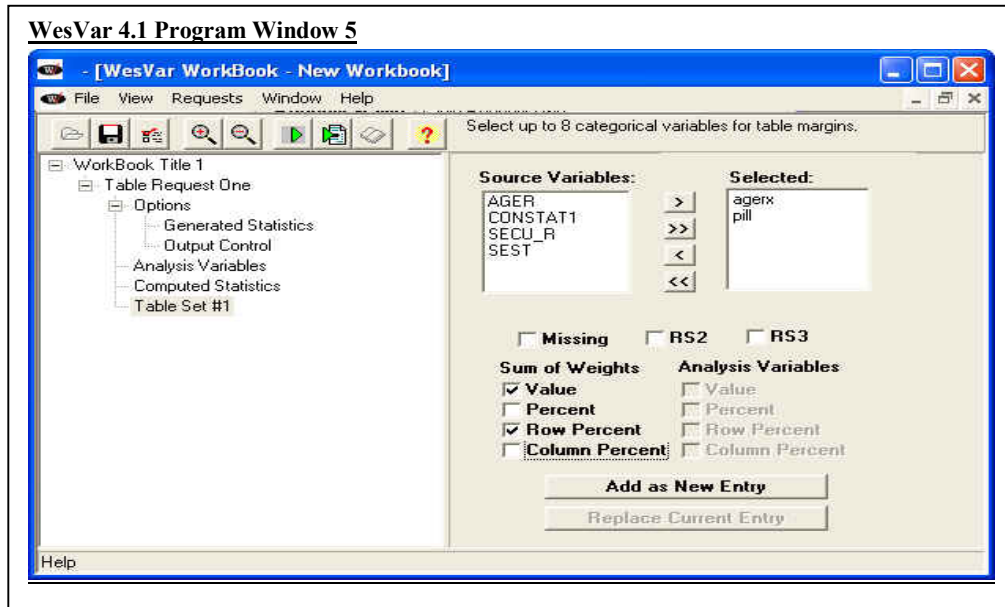 WesVar 4.1 Program Window 5
- [WesVar WorkBook - New Workbook]
File View Requests Window Help
Select up to 8 categorical variables for table margins.
WorkBook Title 1
Table Request One
Options
Generated Statistics
Output Control
Analysis Variables
Computed Statistics
Table Set #1
Source Variables:
AGER
CONSTAT1
SECU_R
SEST
>
>>
<
<<
Selected:
agerx
pill
Missing RS2 RS3
Sum of Weights Analysis Variables
Value Value
Percent Percent
Row Percent Row Percent
Column Percent Column Percent
Add as New Entry
Replace Current Entry
Help